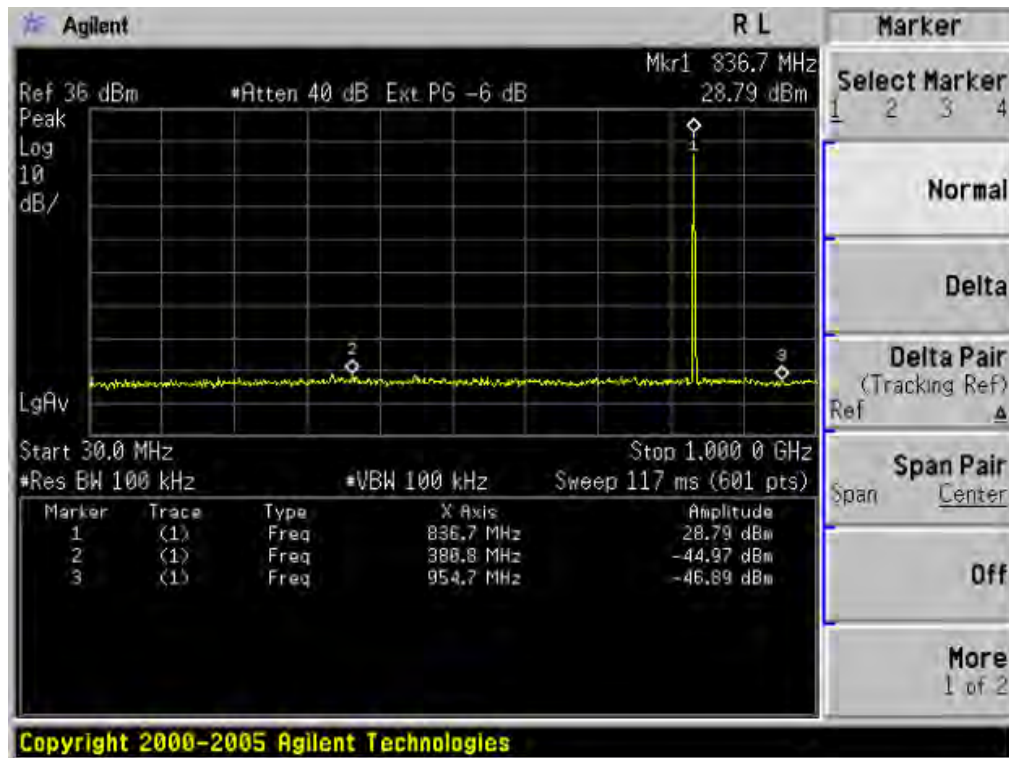 Agilent R L
Mkr1 836.7 MHz
Ref 36 dBm #Atten 40 dB Ext PG -6 dB 28.79 dBm
Peak
Log
10
dB/
1
2
3
LgAv
Start 30.0 MHz Stop 1.000 0 GHz
#Res BW 100 kHz #VBW 100 kHz Sweep 117 ms (601 pts)
Marker Trace Type X Axis Amplitude
1 (1) Freq 836.7 MHz 28.79 dBm
2 (1) Freq 380.8 MHz -44.97 dBm
3 (1) Freq 954.7 MHz -46.89 dBm
Marker
Select Marker
1 2 3 4
Normal
Delta
Delta Pair
(Tracking Ref)
Ref Δ
Span Pair
Span Center
Off
More
1 of 2
Copyright 2000-2005 Agilent Technologies